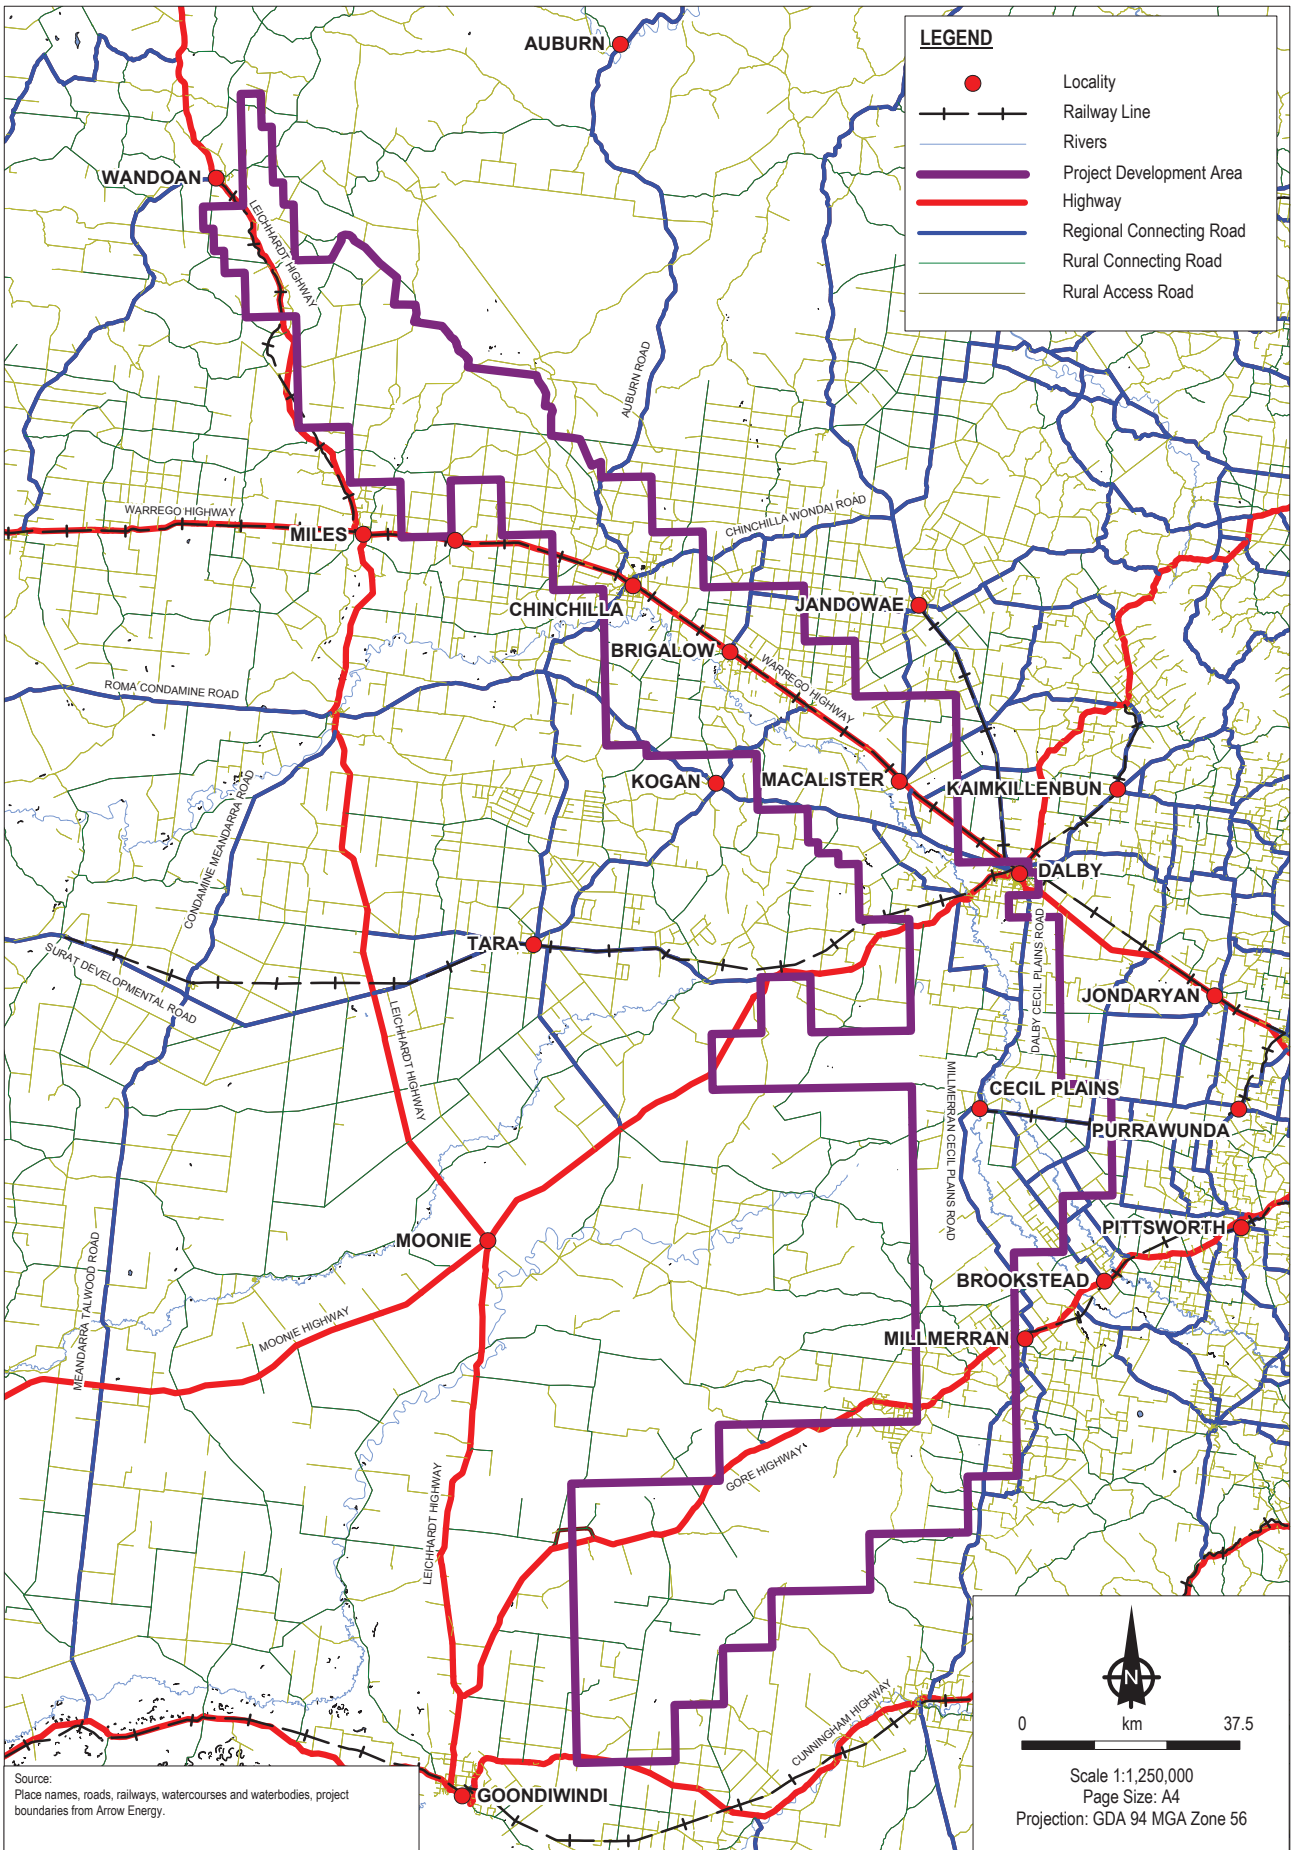 AUBURN
LEGEND
Locality
Railway Line
Rivers
Project Development Area
Highway
Regional Connecting Road
Rural Connecting Road
Rural Access Road
WANDOAN
LEICHHARDT HIGHWAY
AUBURN ROAD
WARREGO HIGHWAY
MILES
CHINCHILLA WONDAI ROAD
CHINCHILLA
JANDOWAE
BRIGALOW
WARREGO HIGHWAY
ROMA CONDAMINE ROAD
KOGAN
MACALISTER
KAIMKILLENBUN
CONDAMINE MEANDARRA ROAD
DALBY
TARA
SURAT DEVELOPMENTAL ROAD
DALBY CECIL PLAINS ROAD
JONDARYAN
LEICHHARDT HIGHWAY
MILLMERRAN CECIL PLAINS ROAD
CECIL PLAINS
PURRAWUNDA
MOONIE
PITTSWORTH
MEANDARRA TALWOOD ROAD
BROOKSTEAD
MOONIE HIGHWAY
MILLMERRAN
GORE HIGHWAY
LEICHHARDT HIGHWAY
CUNNINGHAM HIGHWAY
GOONDIWINDI
N
0 km 37.5
Scale 1:1,250,000
Page Size: A4
Projection: GDA 94 MGA Zone 56
Source:
Place names, roads, railways, watercourses and waterbodies, project
boundaries from Arrow Energy.